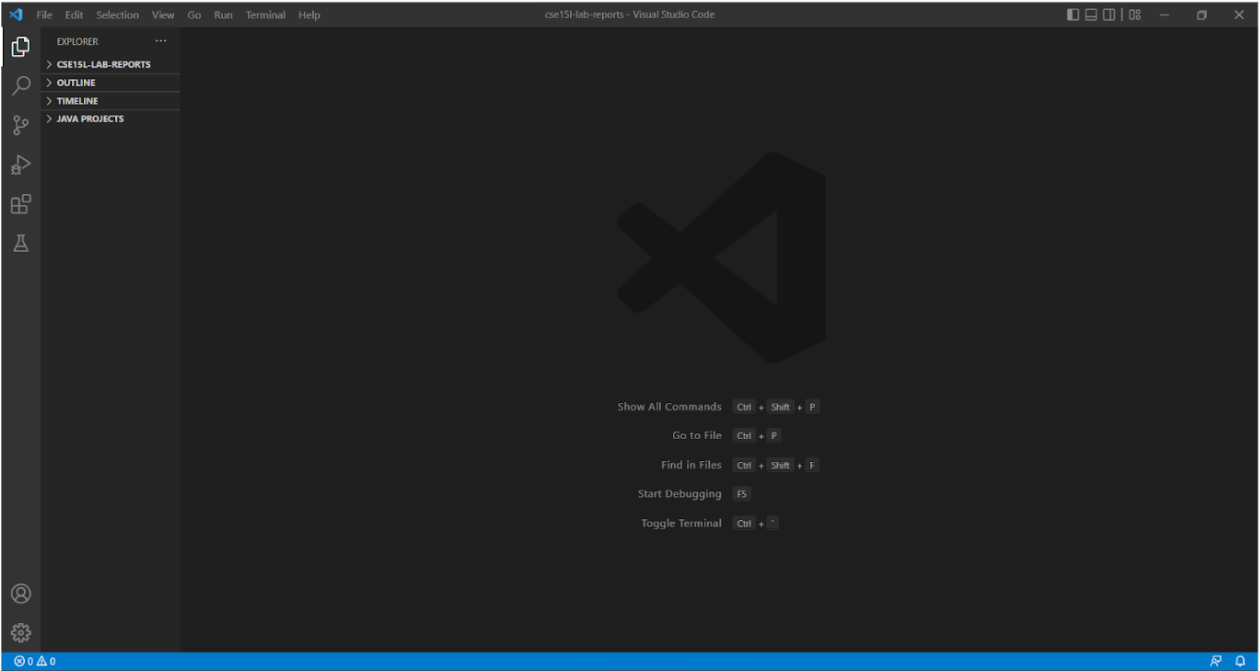 File Edit Selection View Go Run Terminal Help cse15l-lab-reports - Visual Studio Code
EXPLORER ...
CSE15L-LAB-REPORTS
OUTLINE
TIMELINE
JAVA PROJECTS
Show All Commands Ctrl + Shift + P
Go to File Ctrl + P
Find in Files Ctrl + Shift + F
Start Debugging F5
Toggle Terminal Ctrl + `
0 0